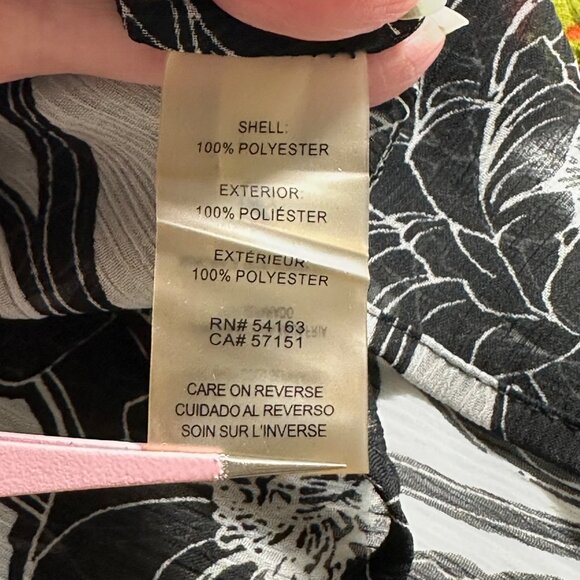 SHELL:
100% POLYESTER
EXTERIOR:
100% POLIÉSTER
EXTÉRIEUR:
100% POLYESTER
RN# 54163
CA# 57151
CARE ON REVERSE
CUIDADO AL REVERSO
SOIN SUR L'INVERSE